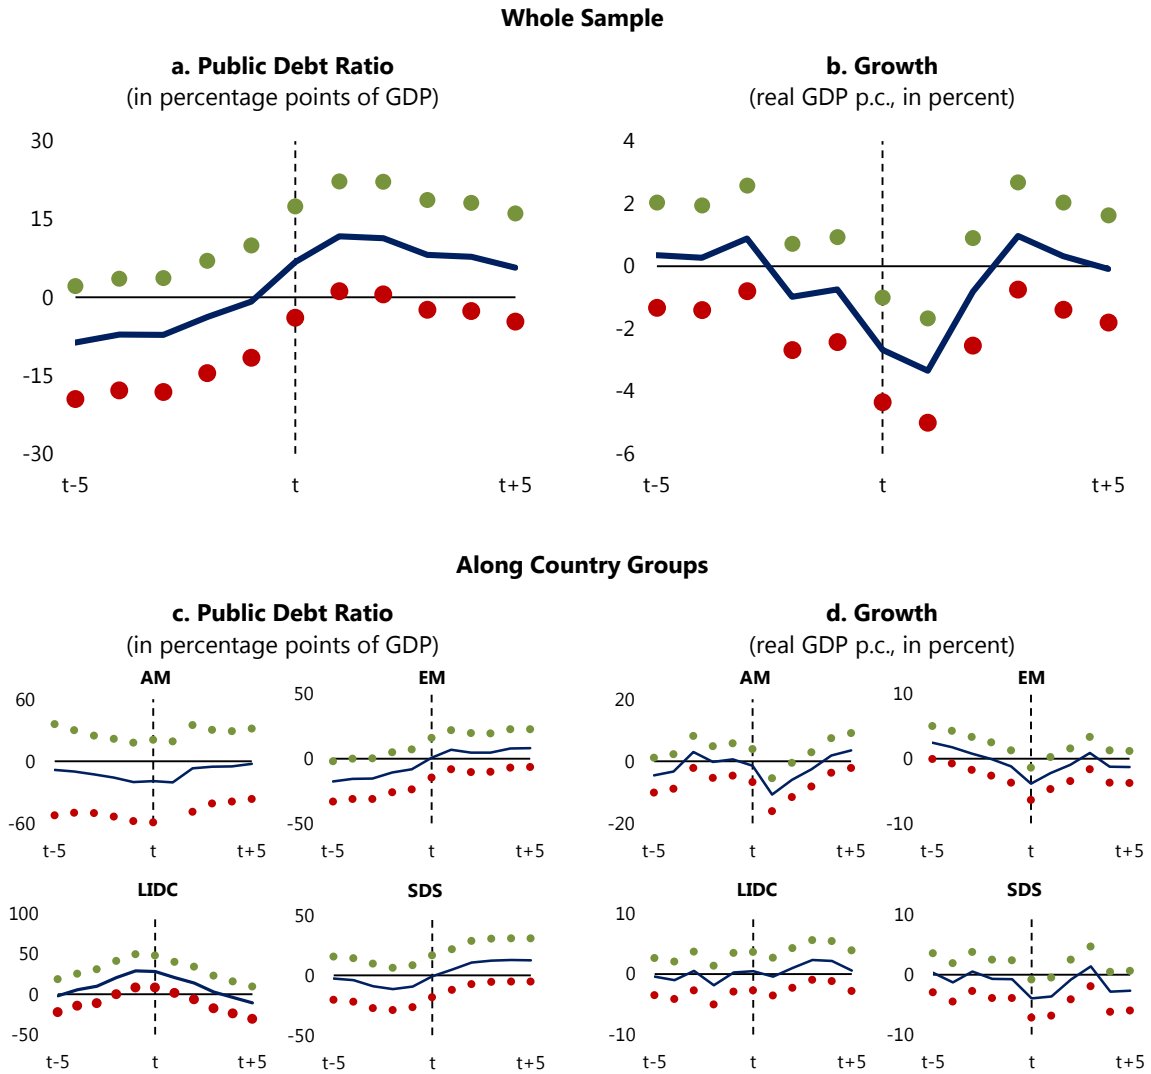 Whole Sample
a. Public Debt Ratio
(in percentage points of GDP)
30
15
0
-15
-30
t-5
t
t+5
b. Growth
(real GDP p.c., in percent)
4
2
0
-2
-4
-6
t-5
t
t+5
Along Country Groups
c. Public Debt Ratio
(in percentage points of GDP)
AM
60
0
-60
t-5
t
t+5
EM
50
0
-50
t-5
t
t+5
LIDC
100
50
0
-50
t-5
t
t+5
SDS
50
0
-50
t-5
t
t+5
d. Growth
(real GDP p.c., in percent)
AM
20
0
-20
t-5
t
t+5
EM
10
0
-10
t-5
t
t+5
LIDC
10
0
-10
t-5
t
t+5
SDS
10
0
-10
t-5
t
t+5